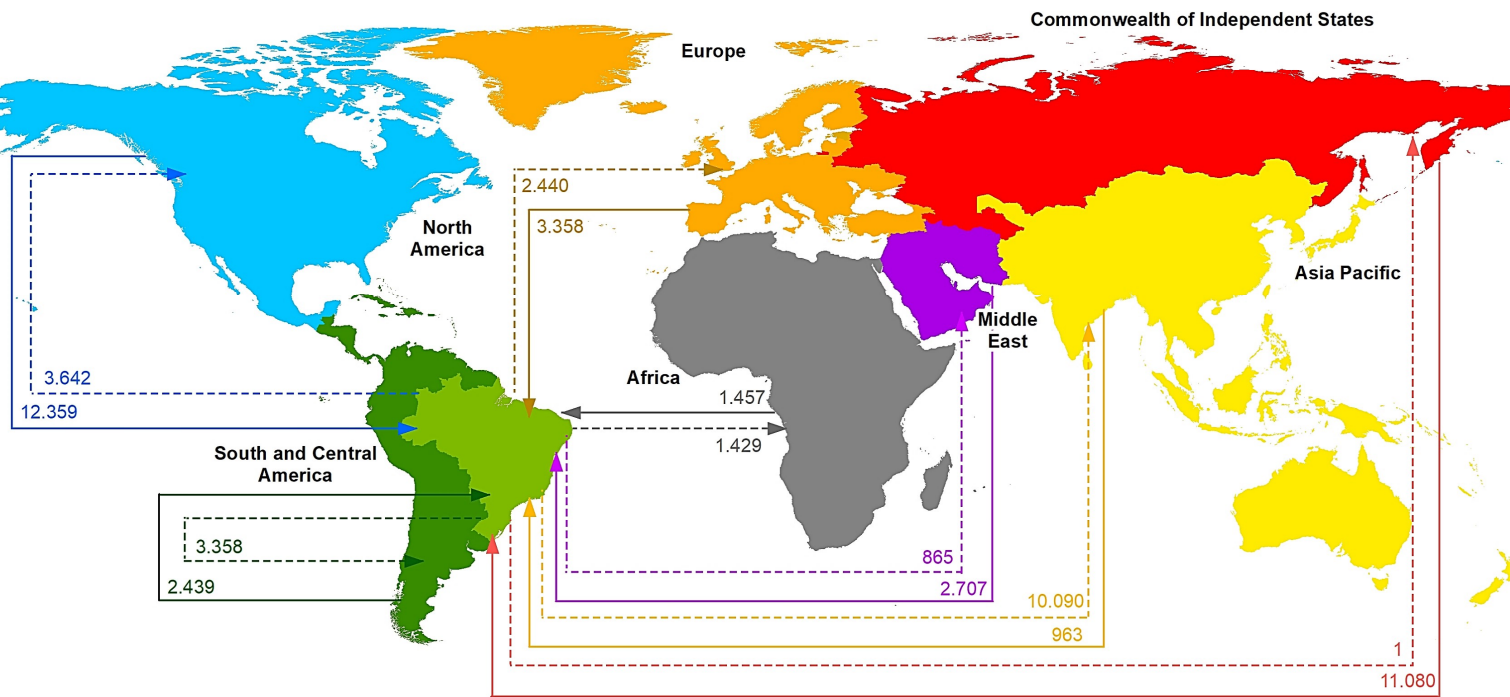 Commonwealth of Independent States
Europe
2.440
3.358
North
America
Asia Pacific
Middle
East
Africa
3.642
12.359
1.457
1.429
South and Central
America
3.358
2.439
865
2.707
10.090
963
1
11.080